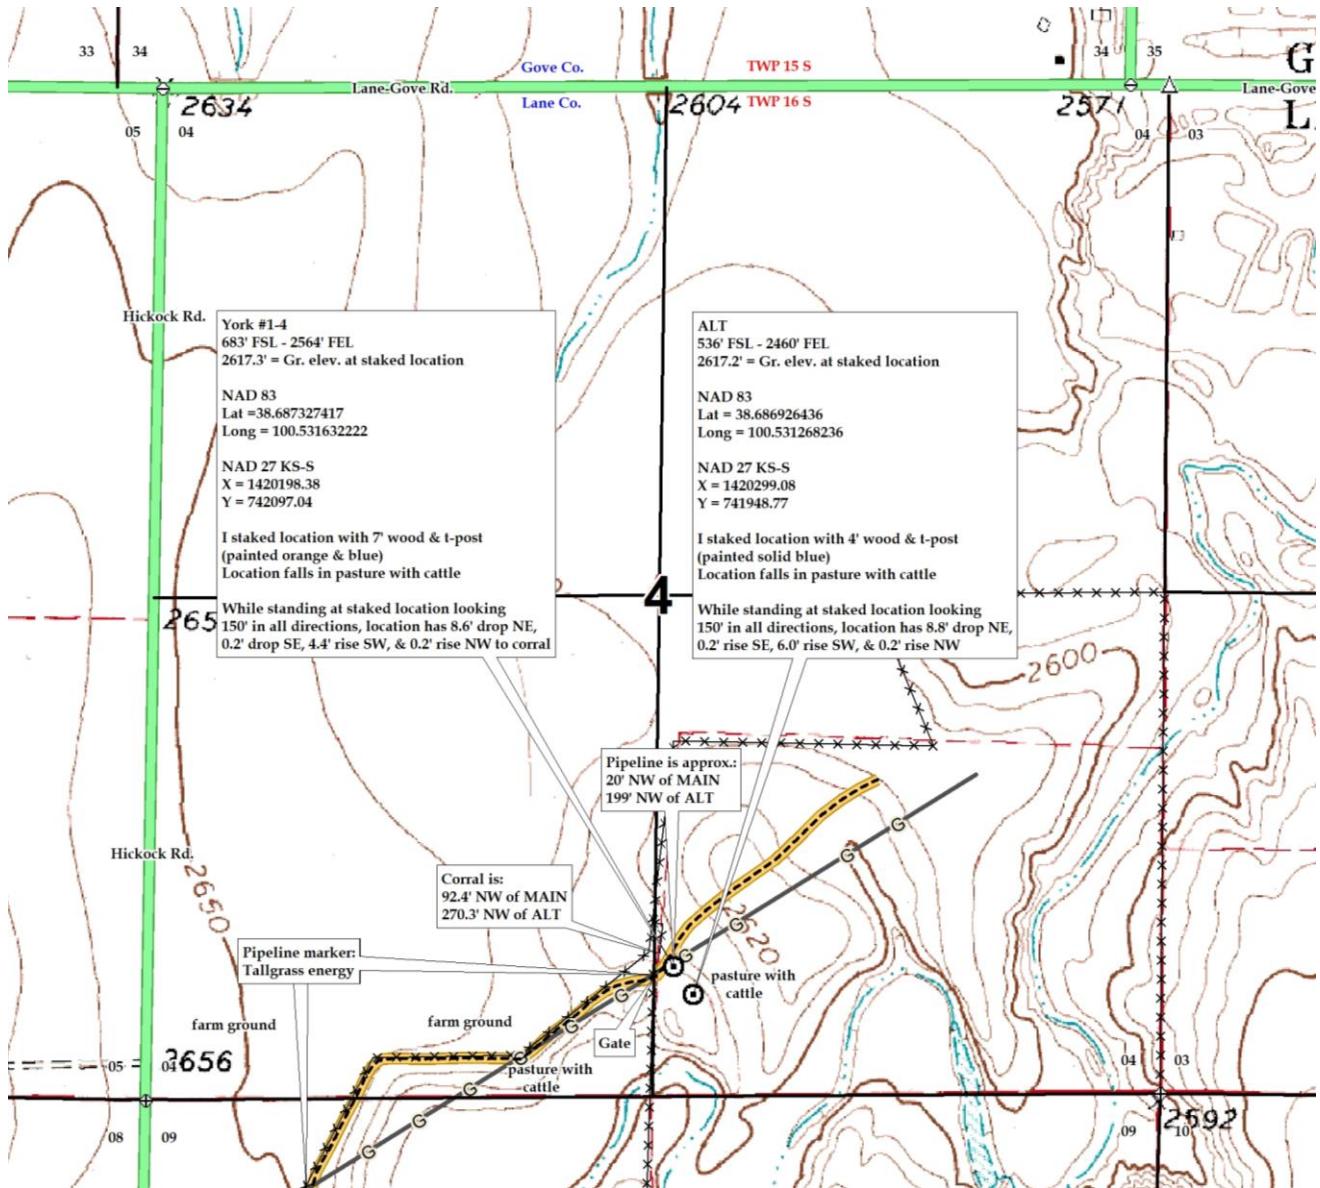 33 34
Gove Co.
TWP 15 S
34 35
G
Lane-Gove Rd.
Lane-Gove
2634
Lane Co.
2604
TWP 16 S
2571
L
05 04
04 03
Hickock Rd.
York #1-4
683' FSL - 2564' FEL
2617.3' = Gr. elev. at staked location
NAD 83
Lat =38.687327417
Long = 100.531632222
NAD 27 KS-S
X = 1420198.38
Y = 742097.04
I staked location with 7' wood & t-post
(painted orange & blue)
Location falls in pasture with cattle
While standing at staked location looking
150' in all directions, location has 8.6' drop NE,
0.2' drop SE, 4.4' rise SW, & 0.2' rise NW to corral
ALT
536' FSL - 2460' FEL
2617.2' = Gr. elev. at staked location
NAD 83
Lat = 38.686926436
Long = 100.531268236
NAD 27 KS-S
X = 1420299.08
Y = 741948.77
I staked location with 4' wood & t-post
(painted solid blue)
Location falls in pasture with cattle
While standing at staked location looking
150' in all directions, location has 8.8' drop NE,
0.2' rise SE, 6.0' rise SW, & 0.2' rise NW
4
265
2600
Pipeline is approx.:
20' NW of MAIN
199' NW of ALT
Hickock Rd.
2650
Corral is:
92.4' NW of MAIN
270.3' NW of ALT
G
G
G
2620
G
Pipeline marker:
Tallgrass energy
pasture with
cattle
G
farm ground
farm ground
G
Gate
G
05 04
2656
pasture with
cattle
04 03
G
G
2592
08 09
09 10
G